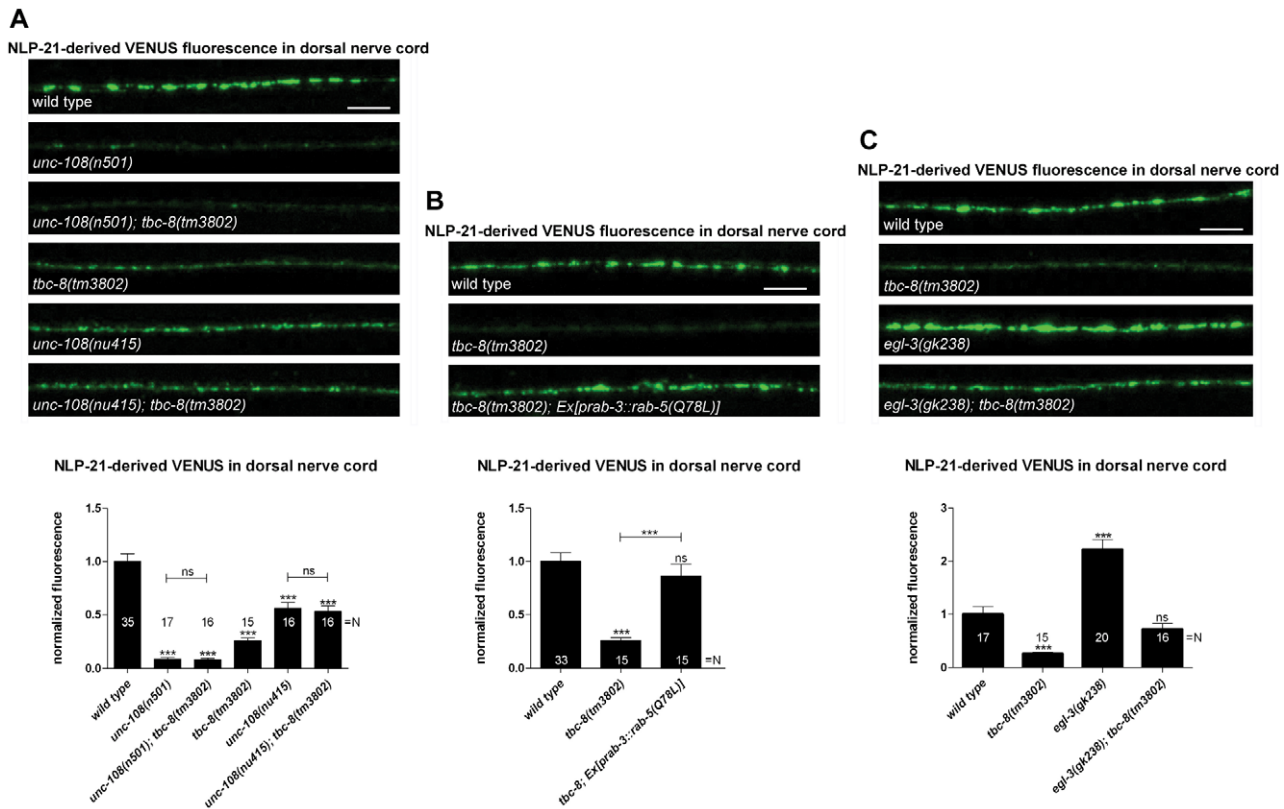 A
NLP-21-derived VENUS fluorescence in dorsal nerve cord
wild type
unc-108(n501)
unc-108(n501); tbc-8(tm3802)
tbc-8(tm3802)
unc-108(nu415)
unc-108(nu415); tbc-8(tm3802)
NLP-21-derived VENUS in dorsal nerve cord
normalized fluorescence
1.5
1.0
0.5
0.0
ns
ns
35
17
16
15
16
16
=N
***
***
***
***
***
wild type
unc-108(n501)
unc-108(n501); tbc-8(tm3802)
tbc-8(tm3802)
unc-108(nu415)
unc-108(nu415); tbc-8(tm3802)
B
NLP-21-derived VENUS fluorescence in dorsal nerve cord
wild type
tbc-8(tm3802)
tbc-8(tm3802); Ex[prab-3::rab-5(Q78L)]
NLP-21-derived VENUS in dorsal nerve cord
normalized fluorescence
1.5
1.0
0.5
0.0
***
ns
***
33
15
15
=N
wild type
tbc-8(tm3802)
tbc-8; Ex[prab-3::rab-5(Q78L)]
C
NLP-21-derived VENUS fluorescence in dorsal nerve cord
wild type
tbc-8(tm3802)
egl-3(gk238)
egl-3(gk238); tbc-8(tm3802)
NLP-21-derived VENUS in dorsal nerve cord
normalized fluorescence
3
2
1
0
***
ns
17
15
20
16
=N
***
wild type
tbc-8(tm3802)
egl-3(gk238)
egl-3(gk238); tbc-8(tm3802)